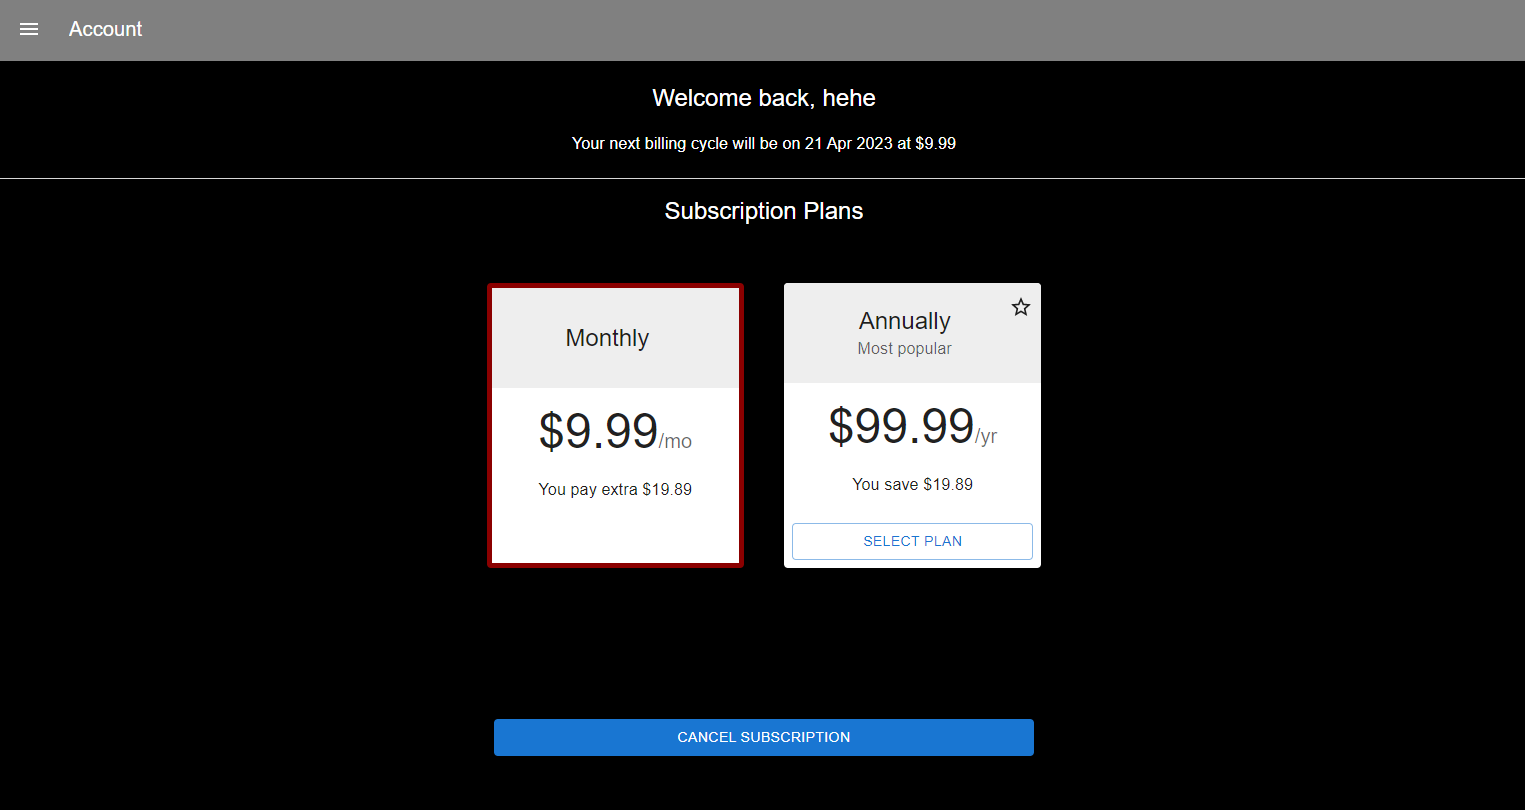 Account
Welcome back, hehe
Your next billing cycle will be on 21 Apr 2023 at $9.99
Subscription Plans
Monthly
$9.99/mo
You pay extra $19.89
Annually
Most popular
$99.99/yr
You save $19.89
SELECT PLAN
CANCEL SUBSCRIPTION